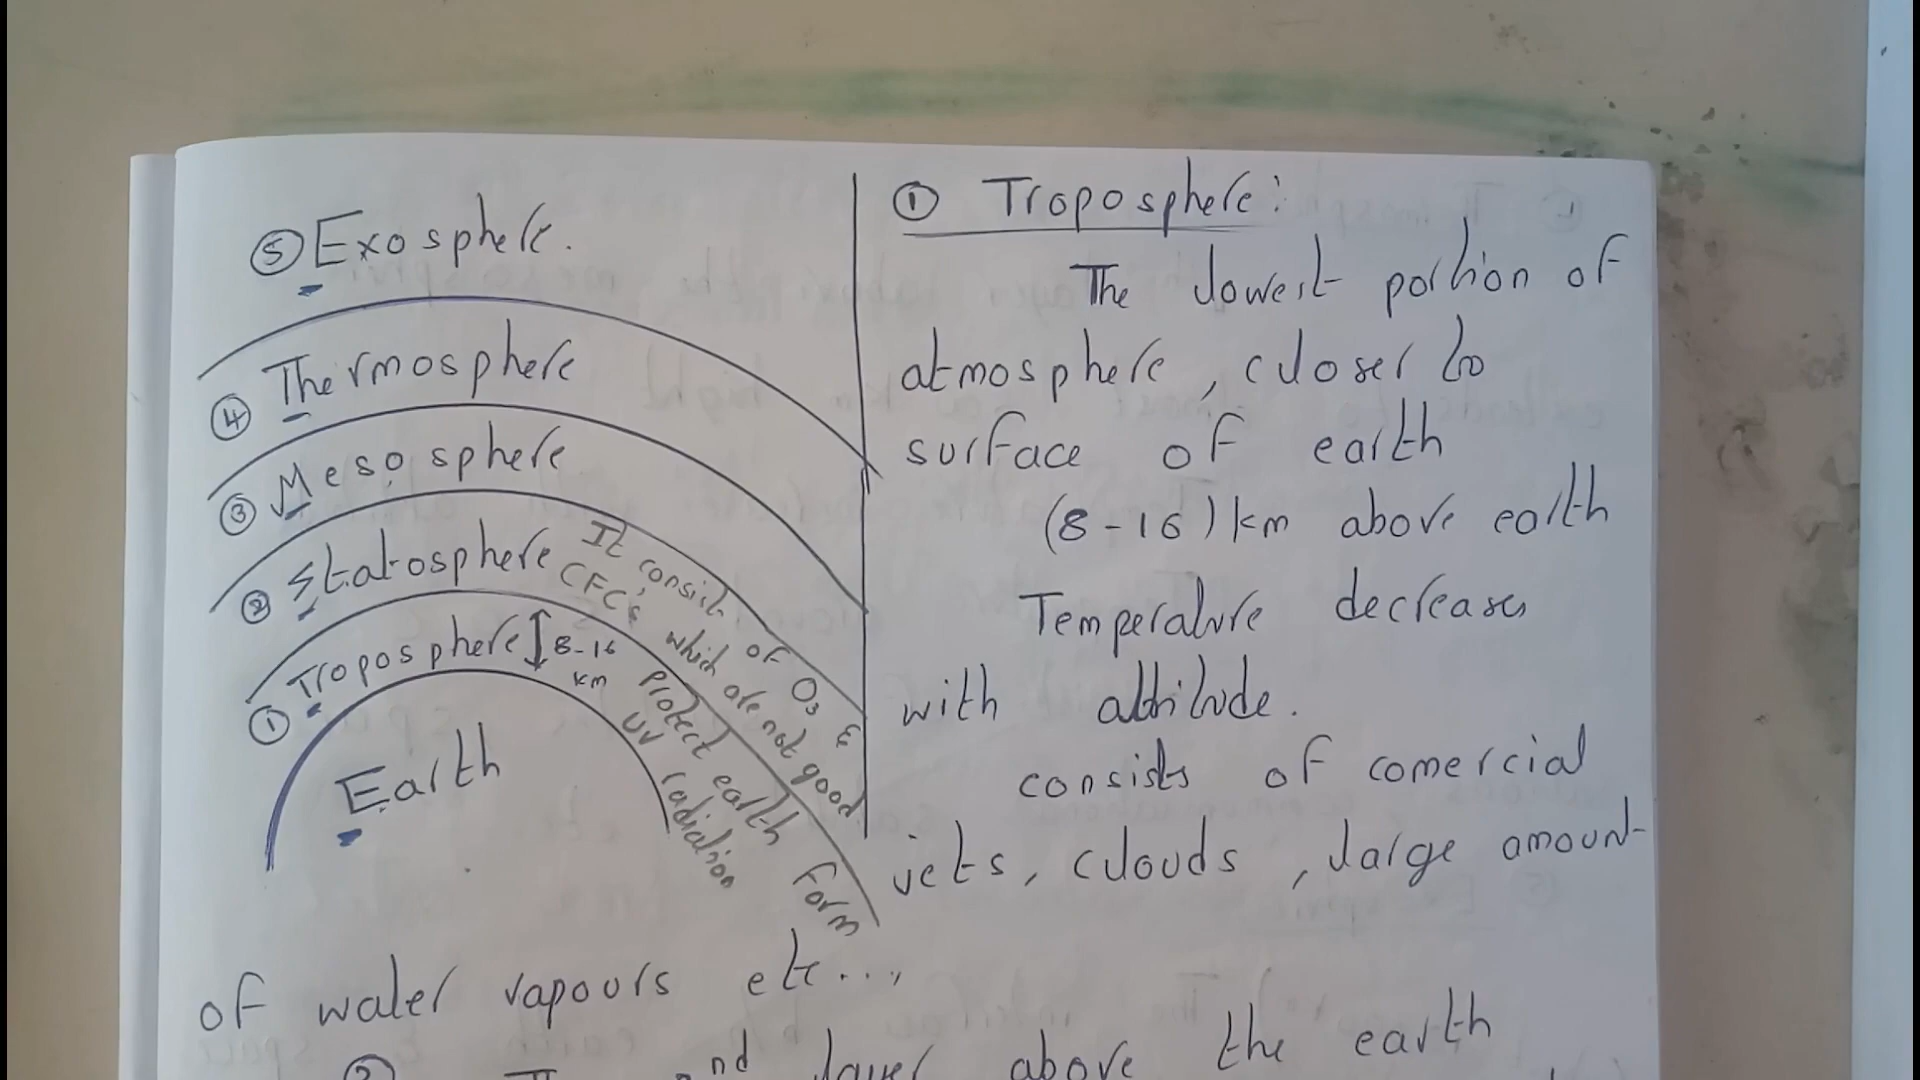 ⑤ Exosphere.
④ Thermosphere
③ Mesosphere
② Statosphere
It consist of O3 &
CFC's which are not good
① Troposphere 8-16
km
Protect earth Form
UV radiation
Earth
① Troposphere:
The lowest portion of
atmosphere, closer to
surface of earth
(8-16) km above earth
Temperature decreases
with altitude.
consists of comercial
jets, clouds, large amount
of water vapours etc...,
② nd layer above the earth